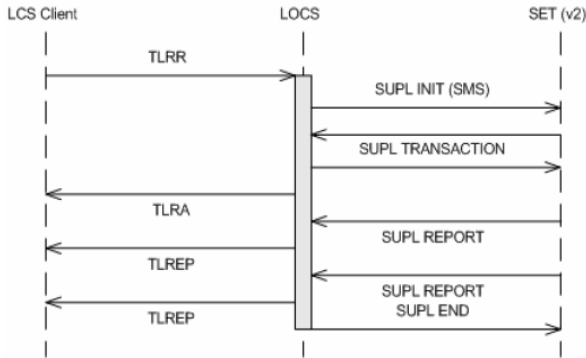 LCS Client
LOCS
SET (v2)
TLRR
SUPL INIT (SMS)
SUPL TRANSACTION
TLRA
SUPL REPORT
TLREP
SUPL REPORT
TLREP
SUPL END